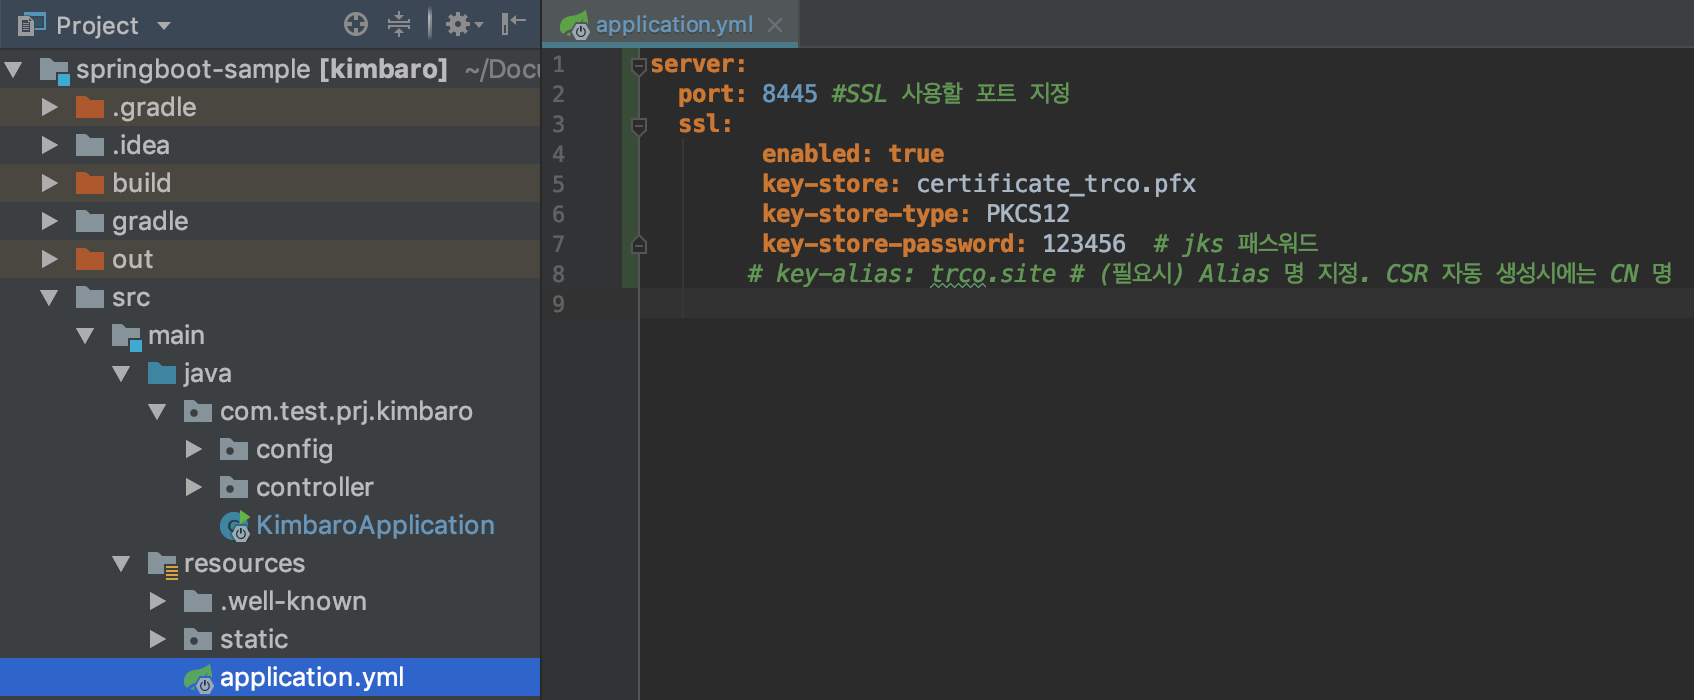 Project
springboot-sample [kimbaro] ~/Docu
.gradle
.idea
build
gradle
out
src
main
java
com.test.prj.kimbaro
config
controller
KimbaroApplication
resources
.well-known
static
application.yml
application.yml
1 server:
2 port: 8445 #SSL 사용할 포트 지정
3 ssl:
4 enabled: true
5 key-store: certificate_trco.pfx
6 key-store-type: PKCS12
7 key-store-password: 123456 # jks 패스워드
8 # key-alias: trco.site # (필요시) Alias 명 지정. CSR 자동 생성시에는 CN 명
9